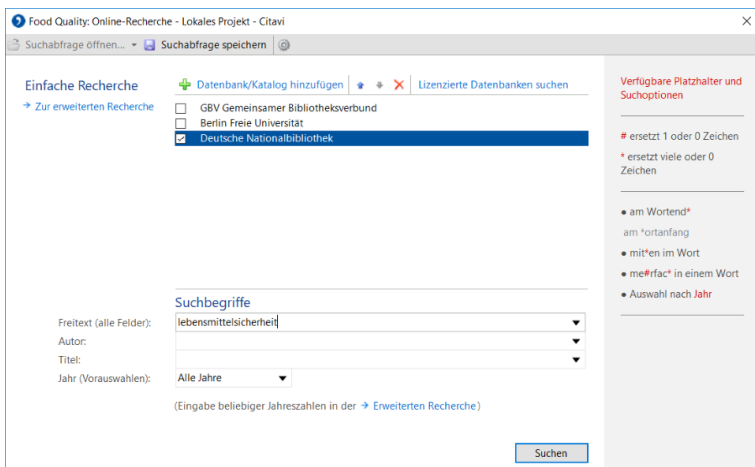 Food Quality: Online-Recherche - Lokales Projekt - Citavi
Suchabfrage öffnen... Suchabfrage speichern
Einfache Recherche
→ Zur erweiterten Recherche
Datenbank/Katalog hinzufügen Lizenzierte Datenbanken suchen
GBV Gemeinsamer Bibliotheksverbund
Berlin Freie Universität
Deutsche Nationalbibliothek
Suchbegriffe
Freitext (alle Felder): lebensmittelsicherheit
Autor:
Titel:
Jahr (Vorauswahlen): Alle Jahre
(Eingabe beliebiger Jahreszahlen in der → Erweiterten Recherche)
Suchen
Verfügbare Platzhalter und
Suchoptionen
# ersetzt 1 oder 0 Zeichen
* ersetzt viele oder 0
Zeichen
● am Wortend*
am *ortanfang
● mit*en im Wort
● me#rfac* in einem Wort
● Auswahl nach Jahr